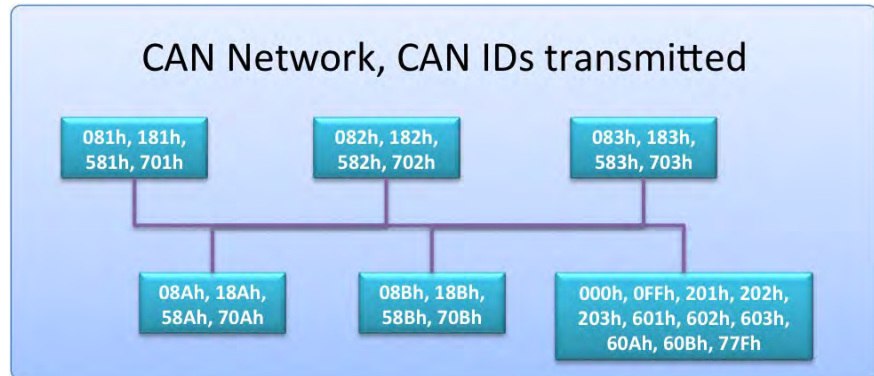 CAN Network, CAN IDs transmitted
081h, 181h,
581h, 701h
082h, 182h,
582h, 702h
083h, 183h,
583h, 703h
08Ah, 18Ah,
58Ah, 70Ah
08Bh, 18Bh,
58Bh, 70Bh
000h, 0FFh, 201h, 202h,
203h, 601h, 602h, 603h,
60Ah, 60Bh, 77Fh